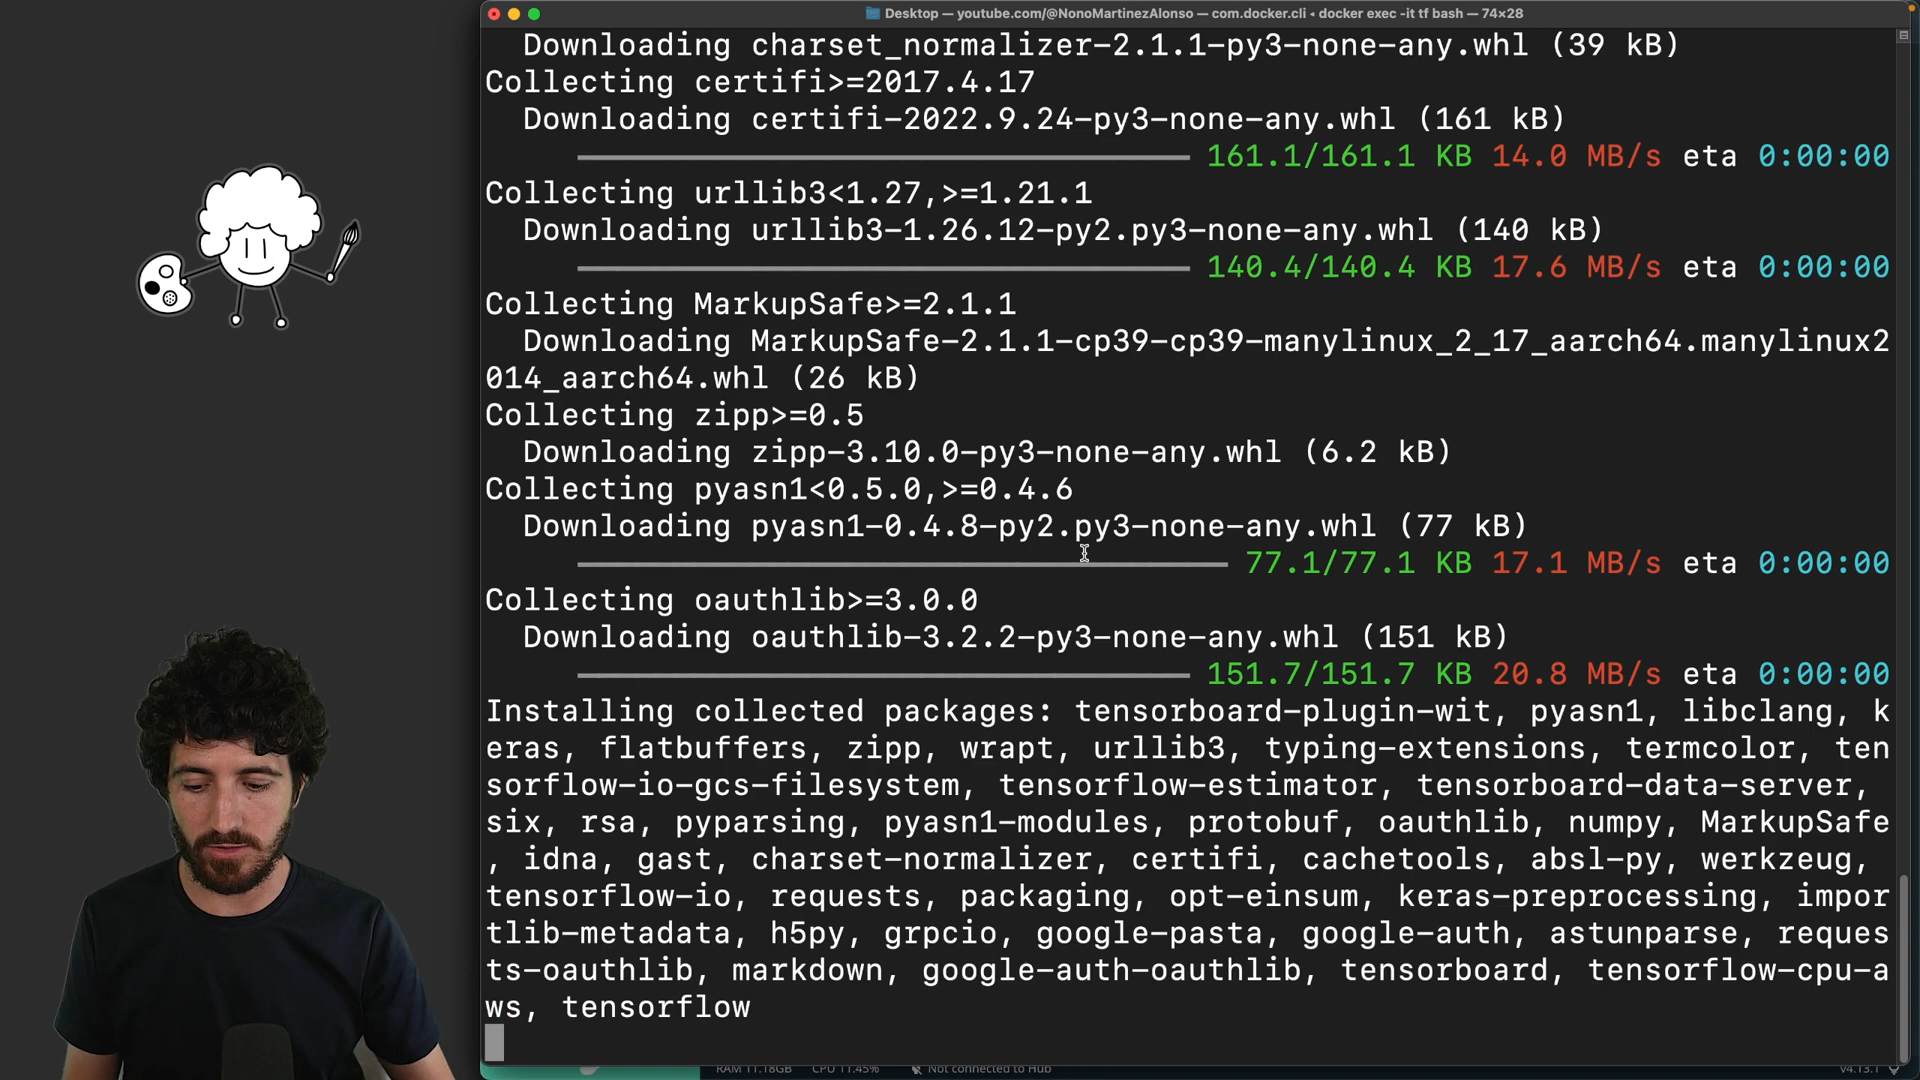 Desktop — youtube.com/@NonoMartinezAlonso — com.docker.cli ◂ docker exec -it tf bash — 74×28
  Downloading charset_normalizer-2.1.1-py3-none-any.whl (39 kB)
Collecting certifi>=2017.4.17
  Downloading certifi-2022.9.24-py3-none-any.whl (161 kB)
161.1/161.1 KB 14.0 MB/s eta 0:00:00
Collecting urllib3<1.27,>=1.21.1
  Downloading urllib3-1.26.12-py2.py3-none-any.whl (140 kB)
140.4/140.4 KB 17.6 MB/s eta 0:00:00
Collecting MarkupSafe>=2.1.1
  Downloading MarkupSafe-2.1.1-cp39-cp39-manylinux_2_17_aarch64.manylinux2
014_aarch64.whl (26 kB)
Collecting zipp>=0.5
  Downloading zipp-3.10.0-py3-none-any.whl (6.2 kB)
Collecting pyasn1<0.5.0,>=0.4.6
  Downloading pyasn1-0.4.8-py2.py3-none-any.whl (77 kB)
77.1/77.1 KB 17.1 MB/s eta 0:00:00
Collecting oauthlib>=3.0.0
  Downloading oauthlib-3.2.2-py3-none-any.whl (151 kB)
151.7/151.7 KB 20.8 MB/s eta 0:00:00
Installing collected packages: tensorboard-plugin-wit, pyasn1, libclang, k
eras, flatbuffers, zipp, wrapt, urllib3, typing-extensions, termcolor, ten
sorflow-io-gcs-filesystem, tensorflow-estimator, tensorboard-data-server,
six, rsa, pyparsing, pyasn1-modules, protobuf, oauthlib, numpy, MarkupSafe
, idna, gast, charset-normalizer, certifi, cachetools, absl-py, werkzeug,
tensorflow-io, requests, packaging, opt-einsum, keras-preprocessing, impor
tlib-metadata, h5py, grpcio, google-pasta, google-auth, astunparse, reques
ts-oauthlib, markdown, google-auth-oauthlib, tensorboard, tensorflow-cpu-a
ws, tensorflow
RAM 11.18GB CPU 11.45% Not connected to Hub v4.13.1